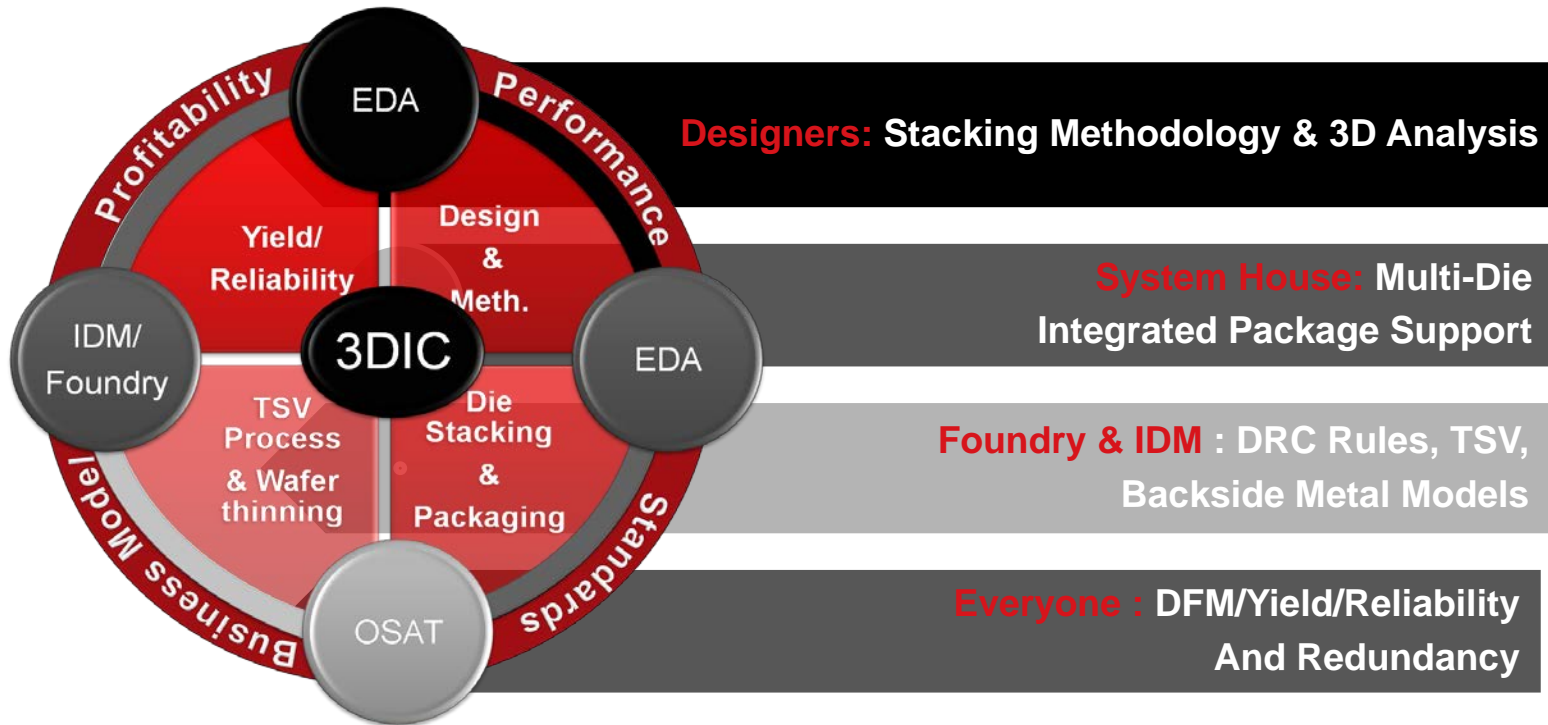 Profitability
Performance
Business Model
Standards
EDA
EDA
IDM/
Foundry
OSAT
3DIC
Yield/
Reliability
Design
&
Meth.
TSV
Process
& Wafer
thinning
Die
Stacking
&
Packaging
Designers: Stacking Methodology & 3D Analysis
System House: Multi-Die
Integrated Package Support
Foundry & IDM : DRC Rules, TSV,
Backside Metal Models
Everyone : DFM/Yield/Reliability
And Redundancy